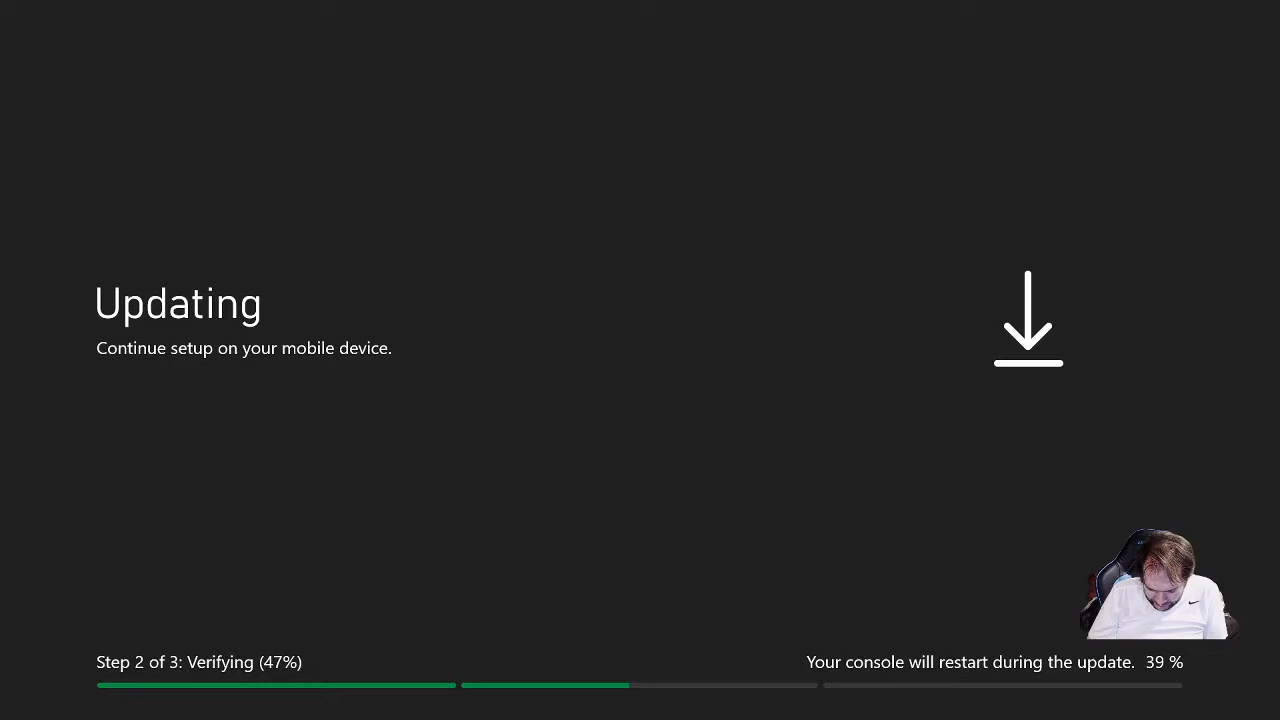 Updating
Continue setup on your mobile device.
Step 2 of 3: Verifying (47%)
Your console will restart during the update. 39 %